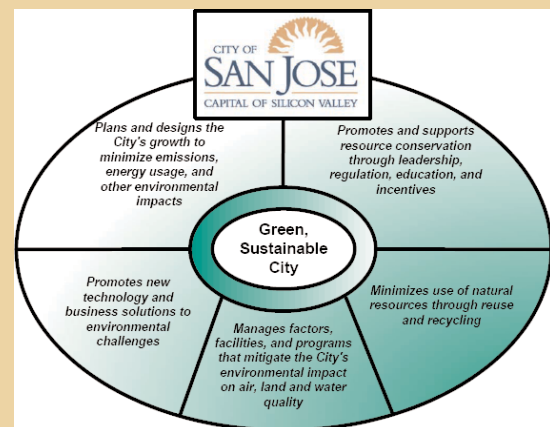 CITY OF
SAN JOSE
CAPITAL OF SILICON VALLEY
Plans and designs the
City's growth to
minimize emissions,
energy usage, and
other environmental
impacts
Promotes and supports
resource conservation
through leadership,
regulation, education, and
incentives
Green,
Sustainable
City
Promotes new
technology and
business solutions to
environmental
challenges
Manages factors,
facilities, and programs
that mitigate the City's
environmental impact
on air, land and water
quality
Minimizes use of natural
resources through reuse
and recycling